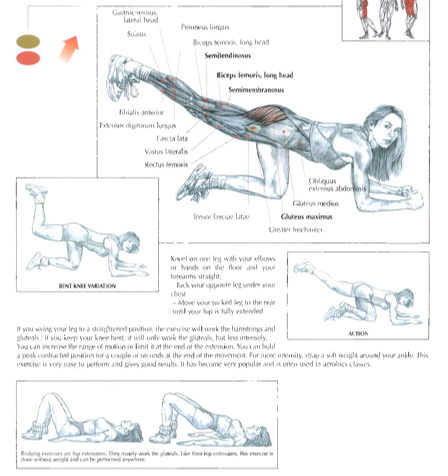 Gastrocnemius,
lateral head
Soleus
Peroneus longus
Biceps femoris, long head
Semitendinosus
Biceps femoris, long head
Semimembranosus
Tibialis anterior
Extensor digitorum longus
Fascia lata
Vastus lateralis
Rectus femoris
Obliquus
externus abdominis
Gluteus medius
Tensor fasciae latae
Gluteus maximus
Greater trochanter
BENT KNEE VARIATION
Kneel on one leg with your elbows
or hands on the floor and your
forearms straight:
Tuck your opposite leg under your
chest
– Move your tucked leg to the rear
until your hip is fully extended
ACTION
If you swing your leg to a straightened position, the exercise will work the hamstrings and
gluteals; if you keep your knee bent, it will only work the gluteals, but less intensely.
You can increase the range of motion or limit it at the end of the extension. You can hold
a peak contracted position for a couple of seconds at the end of the movement. For more intensity, strap a soft weight around your ankle. This
exercise is very easy to perform and gives good results. It has become very popular and is often used in aerobics classes.
Bridging exercises are hip extensions. They mainly work the gluteals. Like floor hip extensions, this exercise is
done without weight and can be performed anywhere.